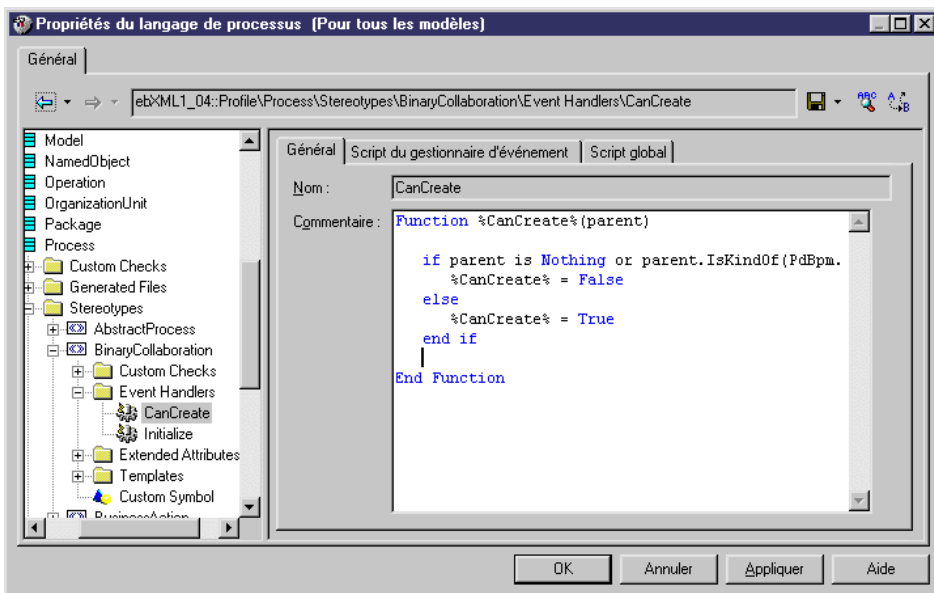 Propriétés du langage de processus (Pour tous les modèles)
Général
ebXML1_04::Profile\Process\Stereotypes\BinaryCollaboration\Event Handlers\CanCreate
Model
NamedObject
Operation
OrganizationUnit
Package
Process
Custom Checks
Generated Files
Stereotypes
AbstractProcess
BinaryCollaboration
Custom Checks
Event Handlers
CanCreate
Initialize
Extended Attributes
Templates
Custom Symbol
BusinessAction
Général
Script du gestionnaire d'événement
Script global
Nom :
CanCreate
Commentaire :
Function %CanCreate%(parent)
if parent is Nothing or parent.IsKindOf(PdBpm.
%CanCreate% = False
else
%CanCreate% = True
end if
End Function
OK
Annuler
Appliquer
Aide